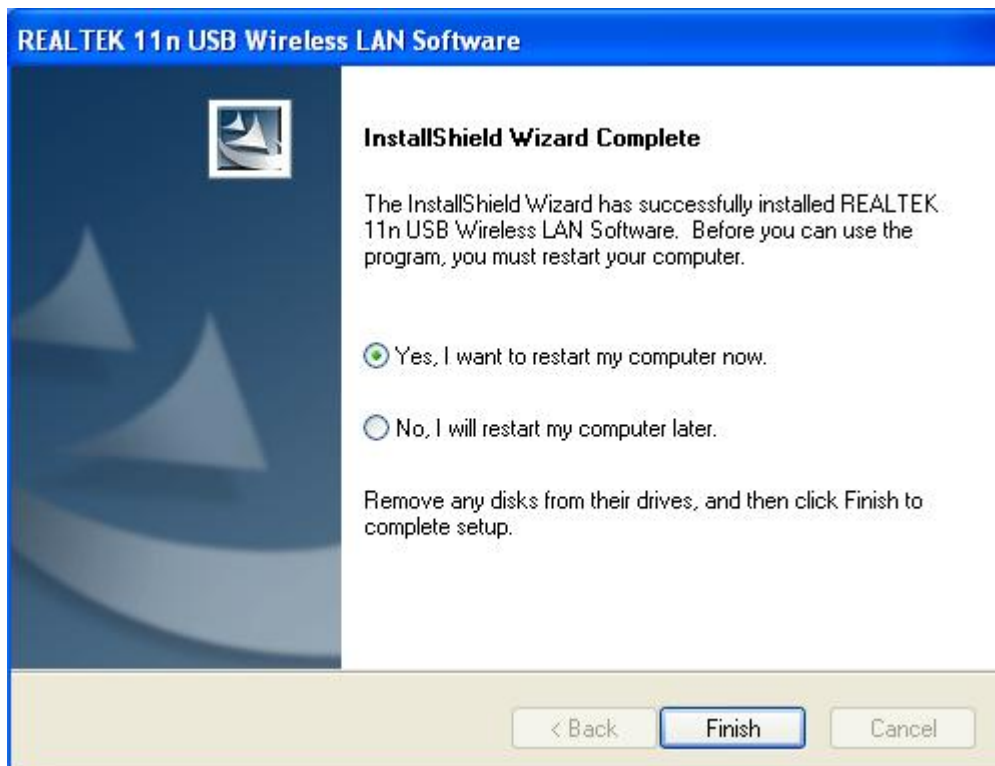 REALTEK 11n USB Wireless LAN Software
InstallShield Wizard Complete
The InstallShield Wizard has successfully installed REALTEK
11n USB Wireless LAN Software.  Before you can use the
program, you must restart your computer.
Yes, I want to restart my computer now.
No, I will restart my computer later.
Remove any disks from their drives, and then click Finish to
complete setup.
< Back
Finish
Cancel